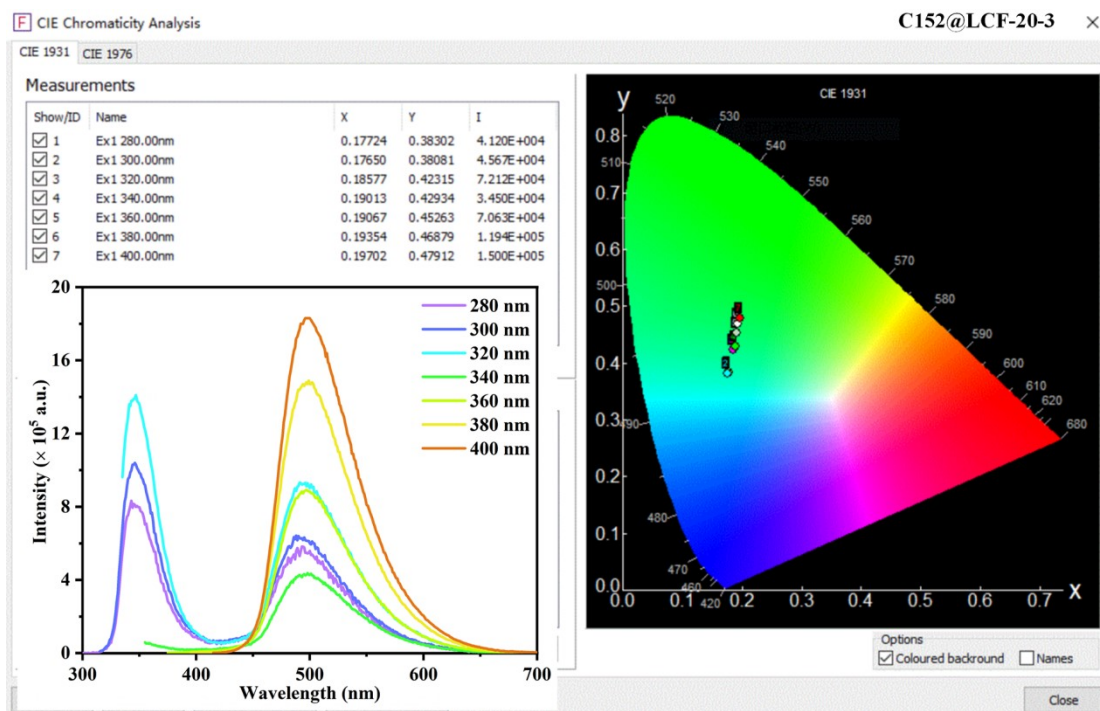 CIE Chromaticity Analysis
C152@LCF-20-3
CIE 1931 CIE 1976
Measurements
Show/ID Name X Y I
1 Ex1 280.00nm 0.17724 0.38302 4.120E+004
2 Ex1 300.00nm 0.17650 0.38081 4.567E+004
3 Ex1 320.00nm 0.18577 0.42315 7.212E+004
4 Ex1 340.00nm 0.19013 0.42934 3.450E+004
5 Ex1 360.00nm 0.19067 0.45263 7.063E+004
6 Ex1 380.00nm 0.19354 0.46879 1.194E+005
7 Ex1 400.00nm 0.19702 0.47912 1.500E+005
20
16
12
8
4
0
Intensity (× 10⁵ a.u.)
280 nm
300 nm
320 nm
340 nm
360 nm
380 nm
400 nm
300 400 500 600 700
Wavelength (nm)
CIE 1931
y
0.8
0.7
0.6
0.5
0.4
0.3
0.2
0.1
0.0
0.0 0.1 0.2 0.3 0.4 0.5 0.6 0.7 x
520
530
540
550
560
570
580
590
600
610
620
680
510
500
490
480
470
460
420
Options
Coloured backround Names
Close